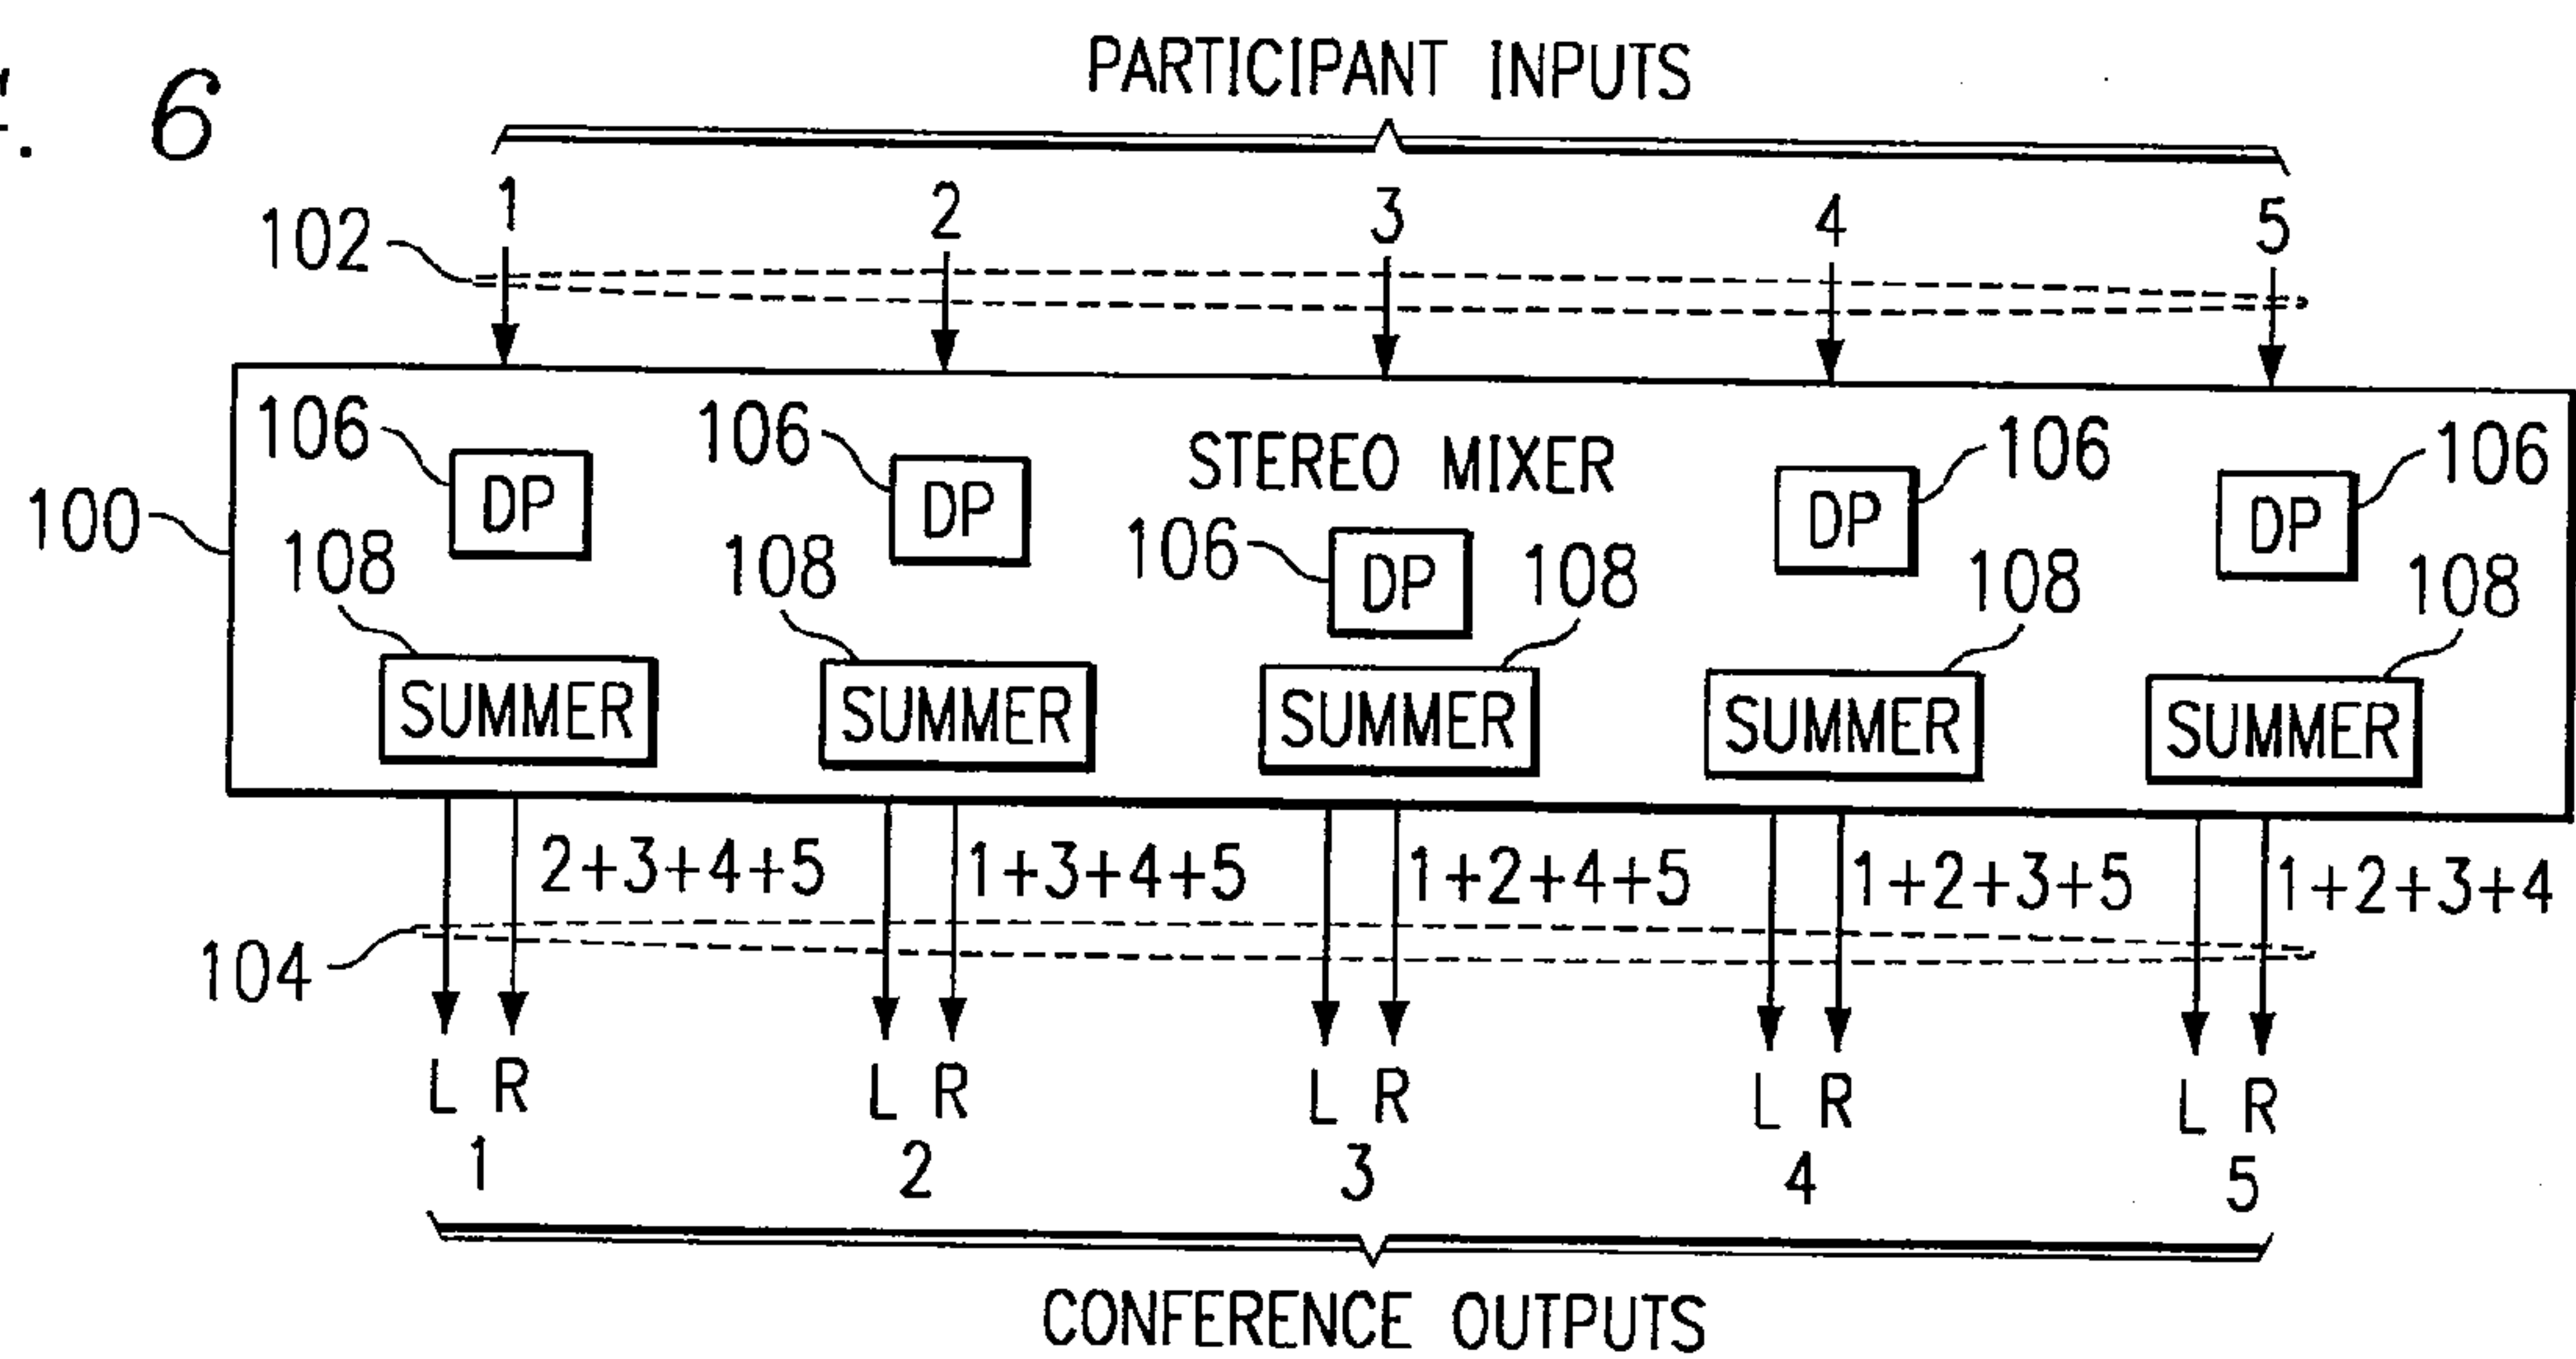 6
PARTICIPANT INPUTS
1 2 3 4 5
102
STEREO MIXER
106 106 106 106 106
DP DP DP DP DP
100
108 108 108 108 108
SUMMER SUMMER SUMMER SUMMER SUMMER
2+3+4+5 1+3+4+5 1+2+4+5 1+2+3+5 1+2+3+4
104
L R L R L R L R L R
1 2 3 4 5
CONFERENCE OUTPUTS